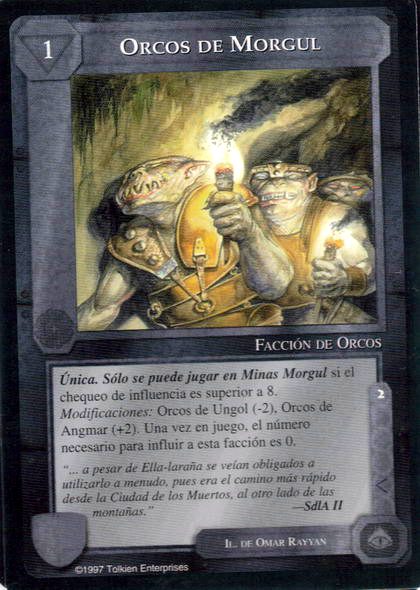 1
ORCOS DE MORGUL
FACCIÓN DE ORCOS
Única. Sólo se puede jugar en Minas Morgul si el
chequeo de influencia es superior a 8.
Modificaciones: Orcos de Ungol (-2), Orcos de
Angmar (+2). Una vez en juego, el número
necesario para influir a esta facción es 0.
2
"... a pesar de Ella-laraña se veían obligados a
utilizarlo a menudo, pues era el camino más rápido
desde la Ciudad de los Muertos, al otro lado de las
montañas." —SdlA II
IL. DE OMAR RAYYAN
©1997 Tolkien Enterprises